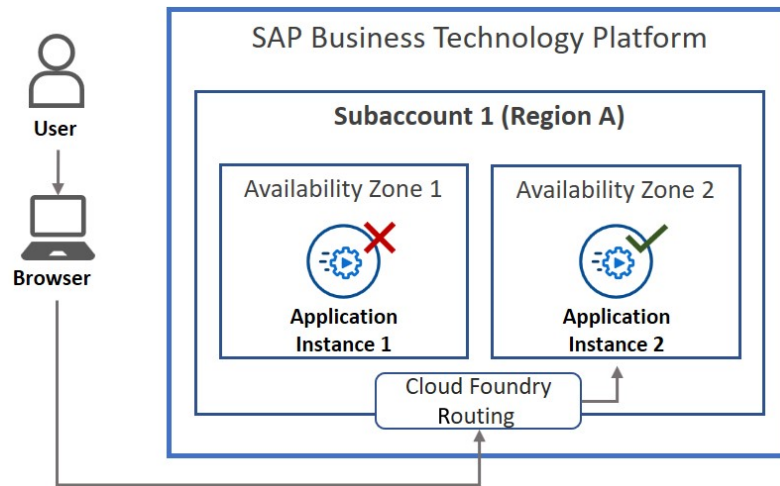 SAP Business Technology Platform
User
Browser
Subaccount 1 (Region A)
Availability Zone 1
Application
Instance 1
Availability Zone 2
Application
Instance 2
Cloud Foundry
Routing